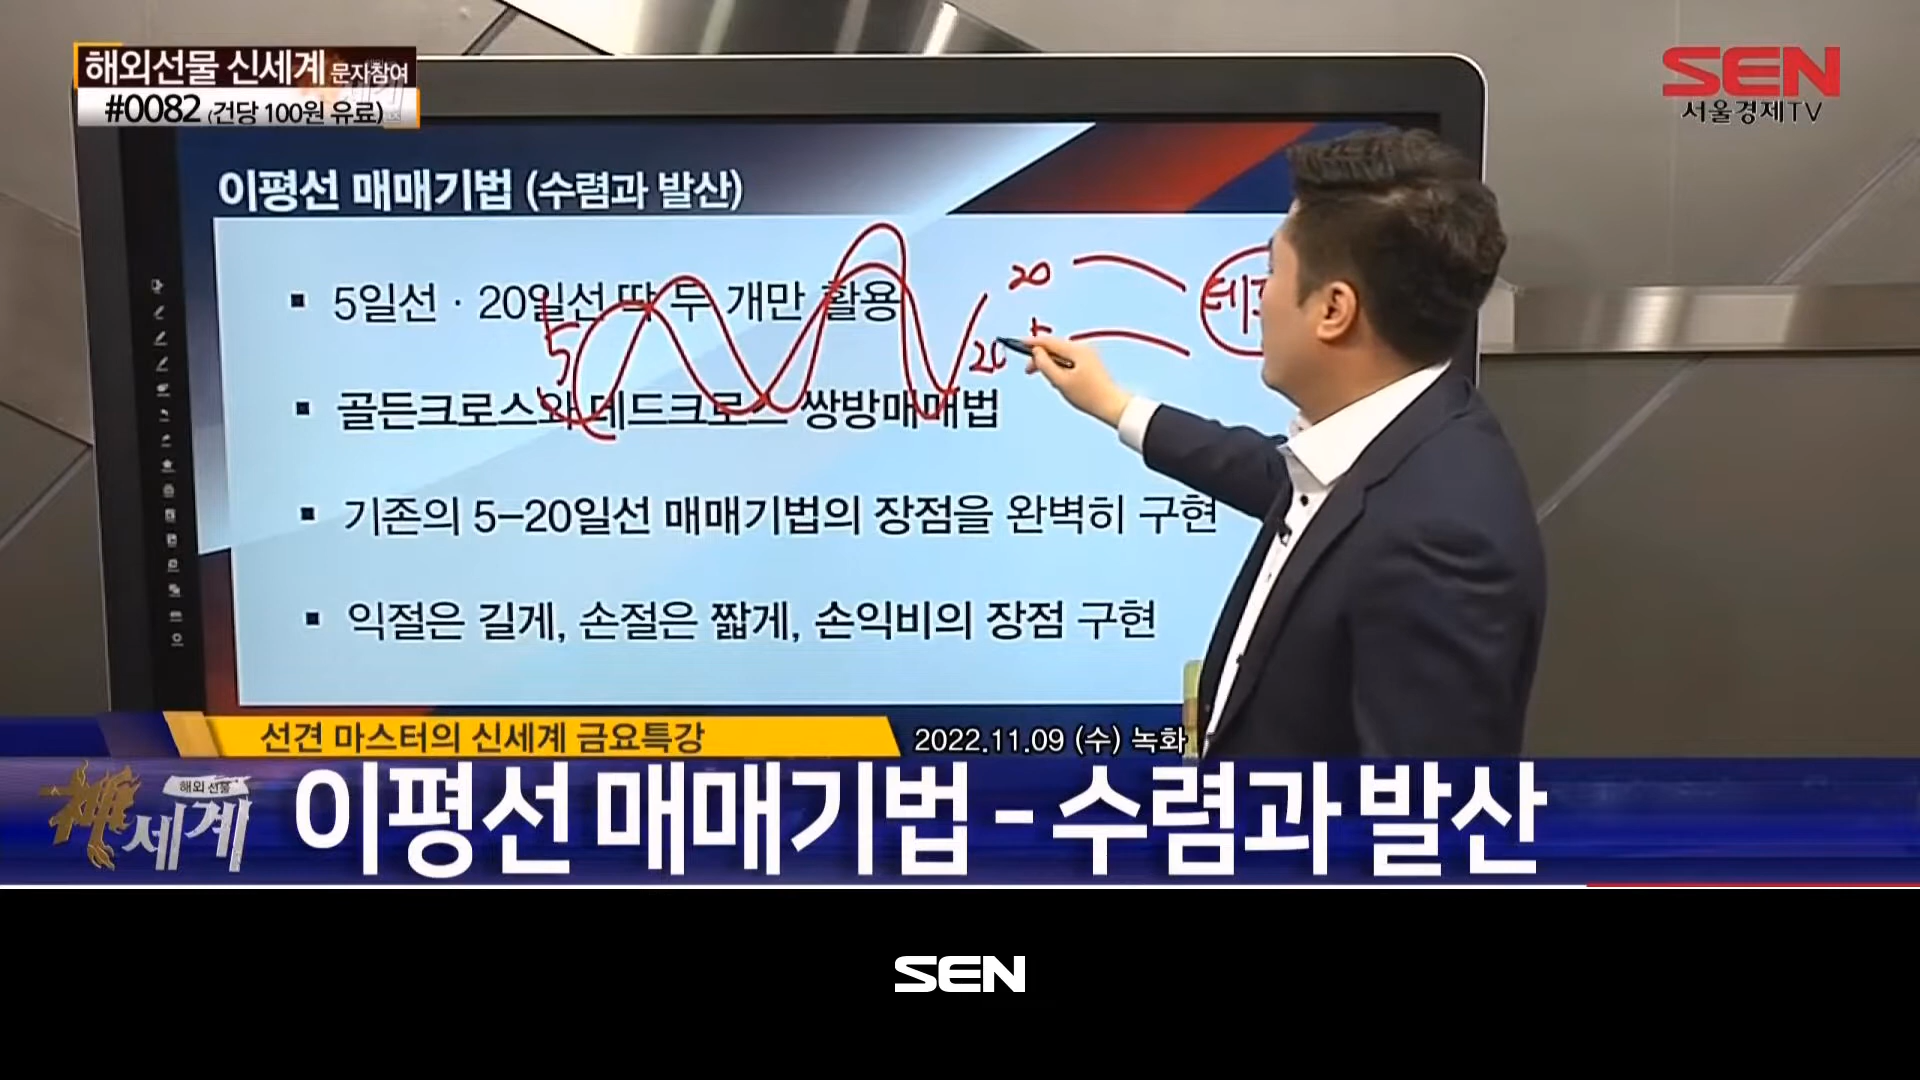 해외선물 신세계 문자참여
#0082 (건당 100원 유료)
SEN
서울경제TV
이평선 매매기법 (수렴과 발산)
▪ 5일선 · 20일선 딱 두 개만 활용
▪ 골든크로스와 데드크로스 쌍방매매법
▪ 기존의 5-20일선 매매기법의 장점을 완벽히 구현
▪ 익절은 길게, 손절은 짧게, 손익비의 장점 구현
20
5
20
선견 마스터의 신세계 금요특강
2022.11.09 (수) 녹화
해외 선물
神세계
이평선 매매기법 - 수렴과 발산
SEN